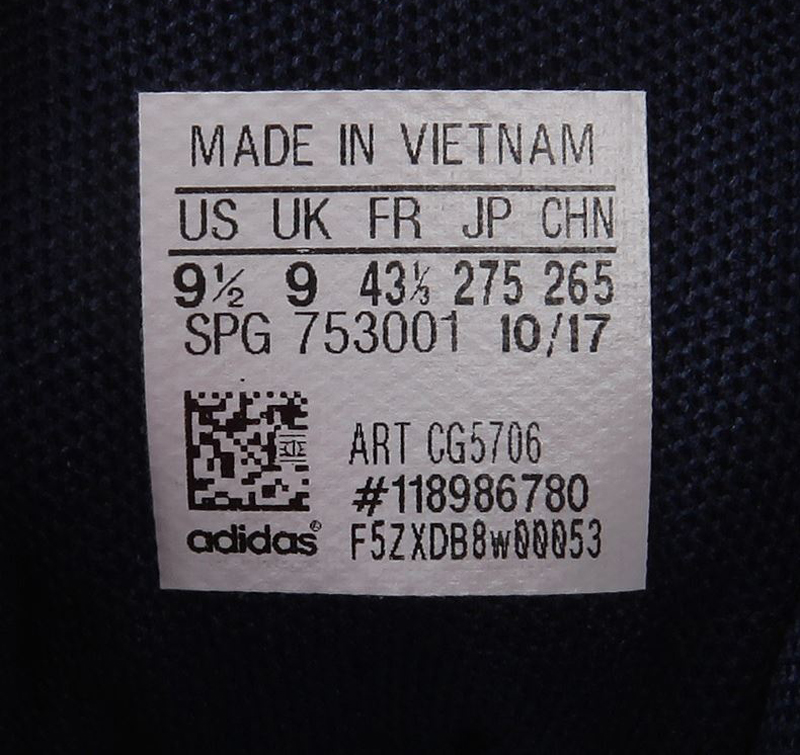 MADE IN VIETNAM
US UK FR JP CHN
9½ 9 43⅓ 275 265
SPG 753001 10/17
ART CG5706
#118986780
adidas® F5ZXDB8w00053